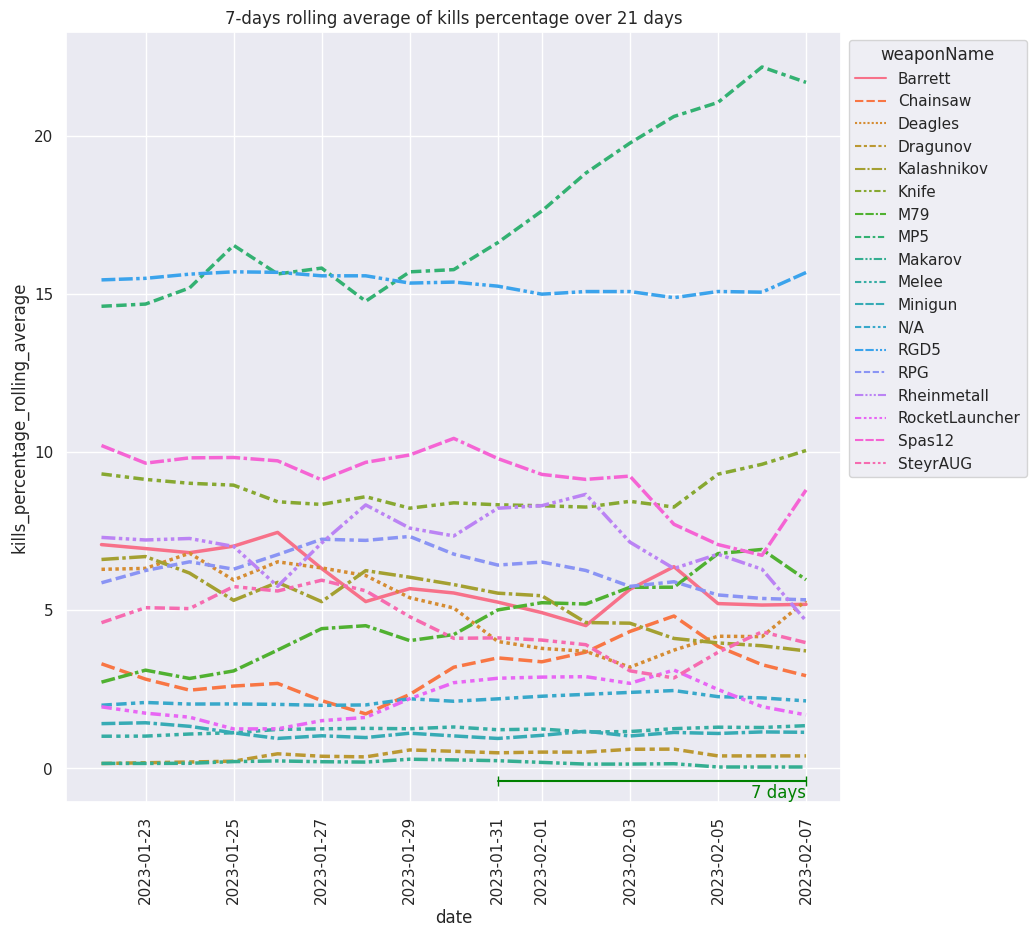 7-days rolling average of kills percentage over 21 days
weaponName
Barrett
Chainsaw
Deagles
Dragunov
Kalashnikov
Knife
M79
MP5
Makarov
Melee
Minigun
N/A
RGD5
RPG
Rheinmetall
RocketLauncher
Spas12
SteyrAUG
kills_percentage_rolling_average
20
15
10
5
0
7 days
2023-01-23
2023-01-25
2023-01-27
2023-01-29
2023-01-31
2023-02-01
2023-02-03
2023-02-05
2023-02-07
date